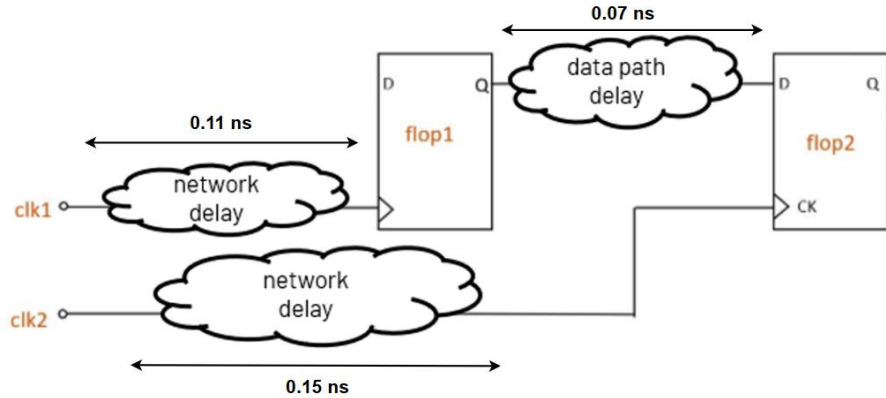 0.07 ns
data path
delay
D
Q
flop1
D
Q
flop2
CK
0.11 ns
network
delay
clk1
network
delay
clk2
0.15 ns